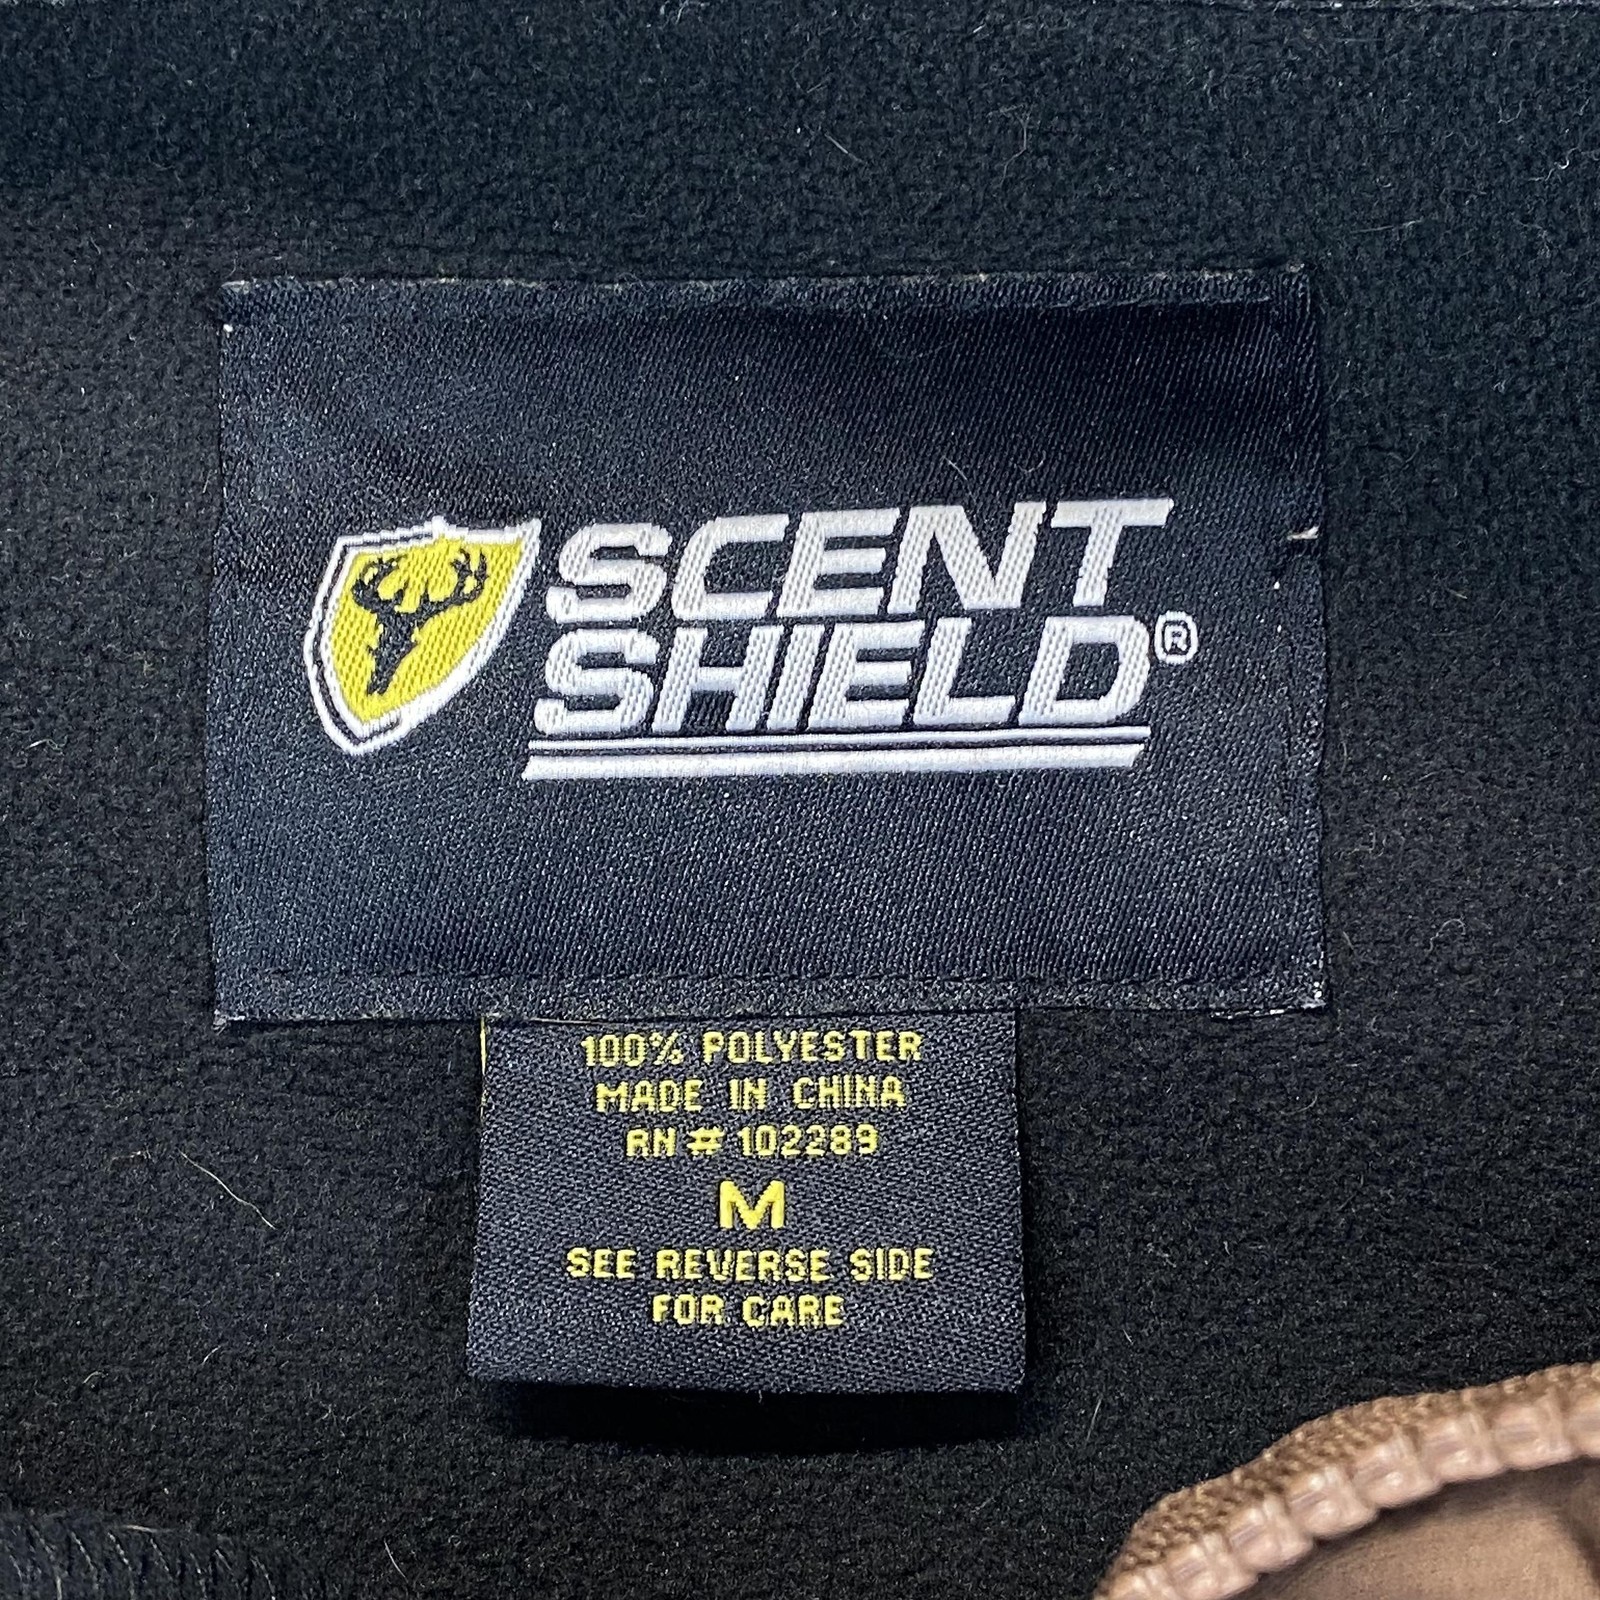 SCENT
SHIELD®
100% POLYESTER
MADE IN CHINA
RN # 102289
M
SEE REVERSE SIDE
FOR CARE